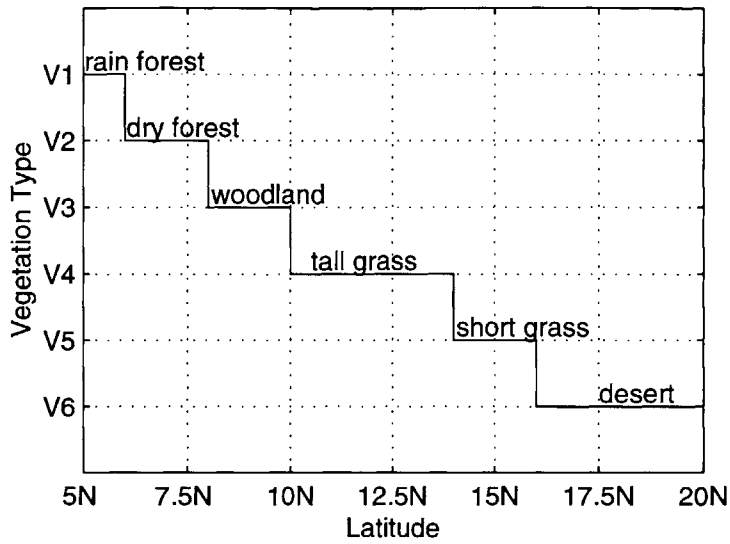 V1
rain forest
V2
dry forest
V3
woodland
V4
tall grass
V5
short grass
V6
desert
Vegetation Type
5N 7.5N 10N 12.5N 15N 17.5N 20N
Latitude